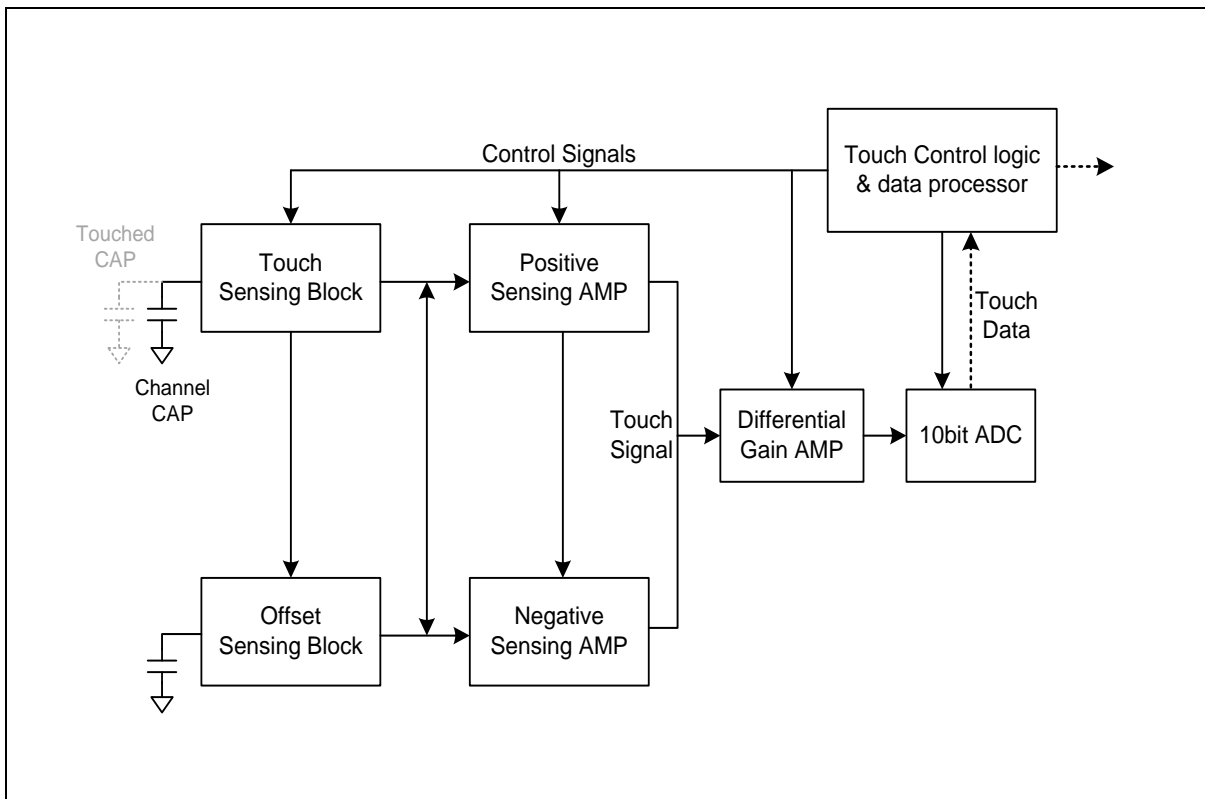 Control Signals
Touch Control logic
& data processor
Touched
CAP
Touch
Sensing Block
Positive
Sensing AMP
Touch
Data
Channel
CAP
Touch
Signal
Differential
Gain AMP
10bit ADC
Offset
Sensing Block
Negative
Sensing AMP